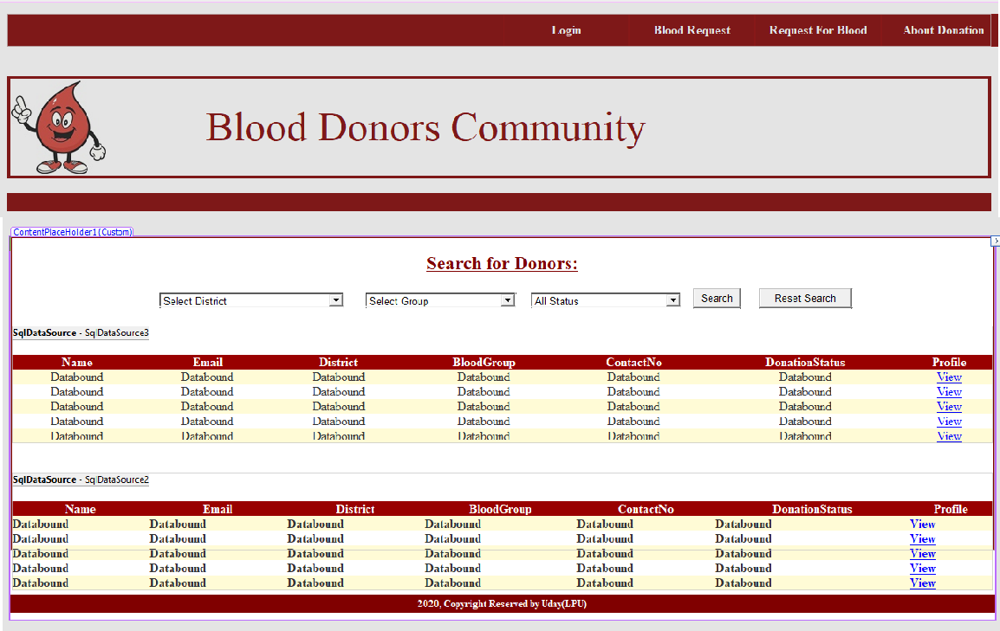 Login Blood Request Request For Blood About Donation
Blood Donors Community
ContentPlaceHolder1 (Custom)
Search for Donors:
Select District Select Group All Status Search Reset Search
SqlDataSource - SqlDataSource3
Name Email District BloodGroup ContactNo DonationStatus Profile
Databound Databound Databound Databound Databound Databound View
Databound Databound Databound Databound Databound Databound View
Databound Databound Databound Databound Databound Databound View
Databound Databound Databound Databound Databound Databound View
Databound Databound Databound Databound Databound Databound View
SqlDataSource - SqlDataSource2
Name Email District BloodGroup ContactNo DonationStatus Profile
Databound Databound Databound Databound Databound Databound View
Databound Databound Databound Databound Databound Databound View
Databound Databound Databound Databound Databound Databound View
Databound Databound Databound Databound Databound Databound View
Databound Databound Databound Databound Databound Databound View
2020, Copyright Reserved by Uday(LPU)